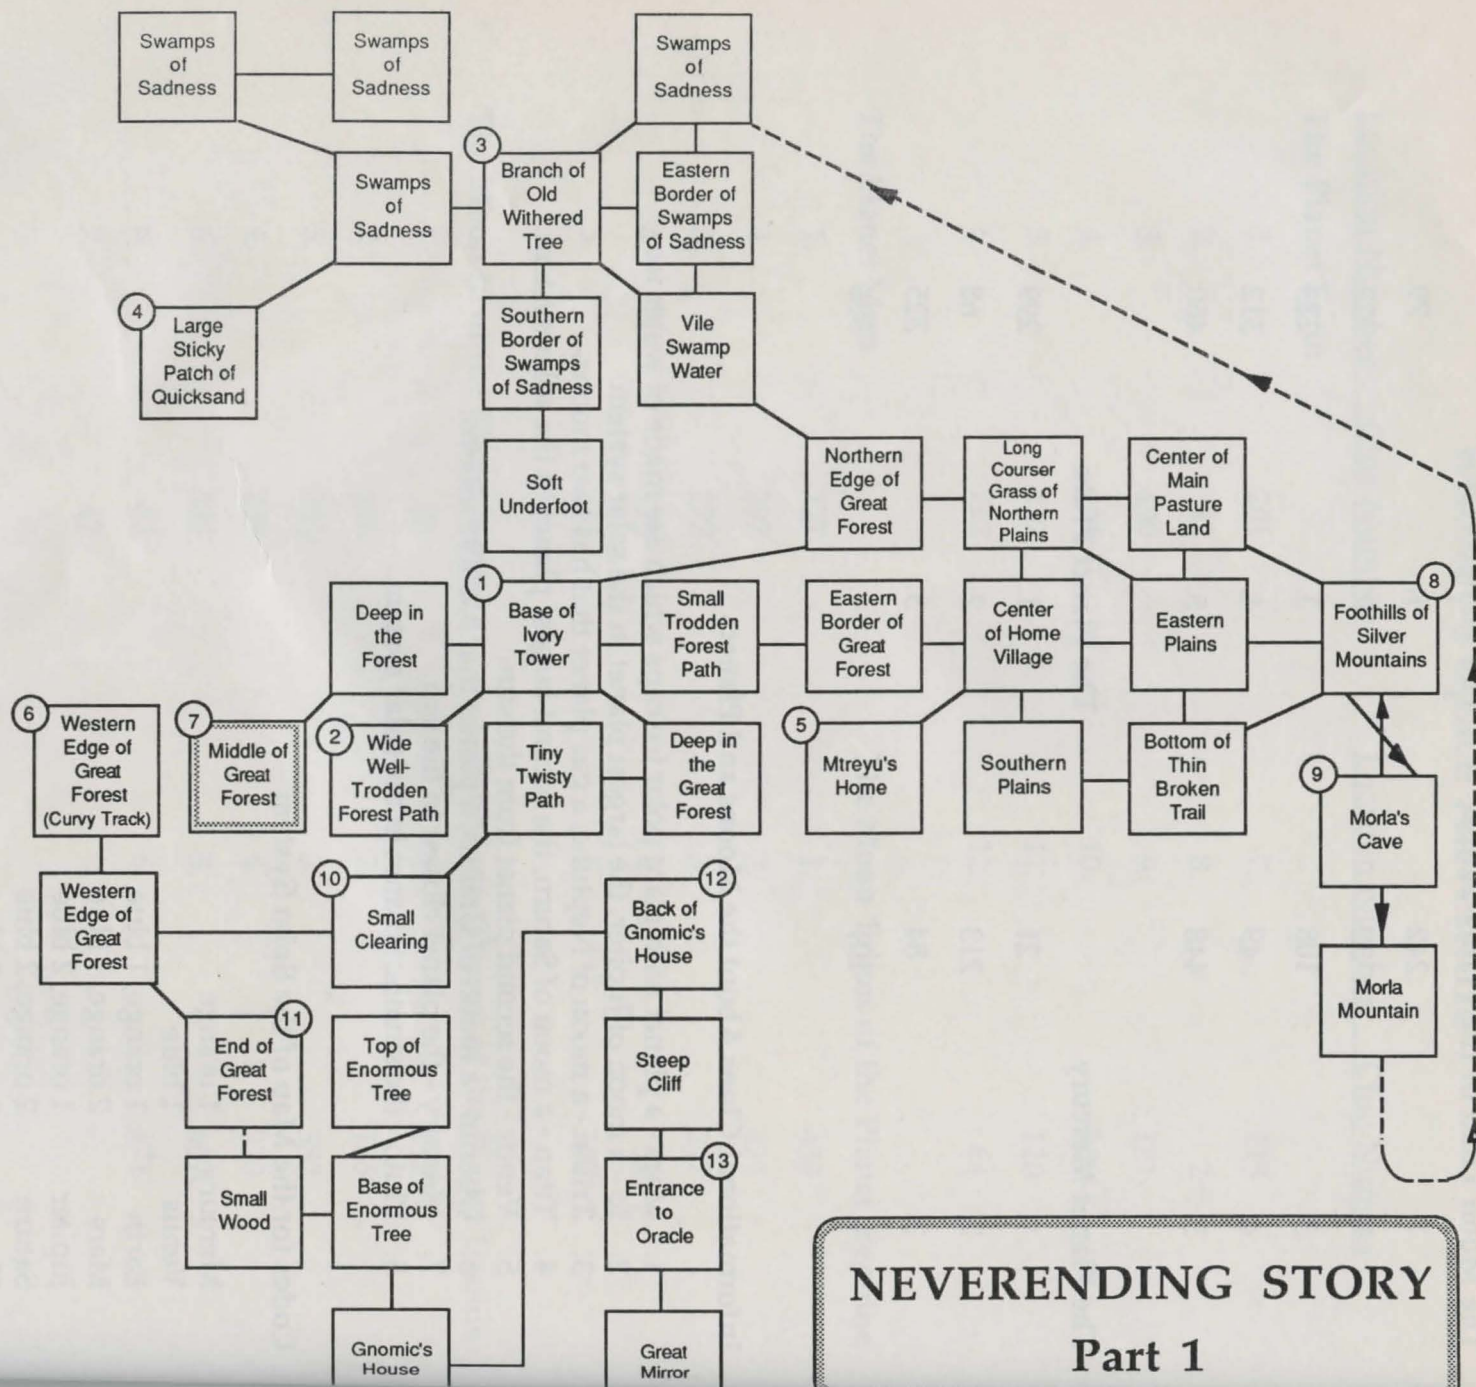 Swamps
of
Sadness
Swamps
of
Sadness
Swamps
of
Sadness
Swamps
of
Sadness
3
Branch of
Old
Withered
Tree
Eastern
Border of
Swamps
of Sadness
4
Large
Sticky
Patch of
Quicksand
Southern
Border of
Swamps
of Sadness
Vile
Swamp
Water
Soft
Underfoot
Northern
Edge of
Great
Forest
Long
Courser
Grass of
Northern
Plains
Center of
Main
Pasture
Land
Deep in
the
Forest
1
Base of
Ivory
Tower
Small
Trodden
Forest
Path
Eastern
Border of
Great
Forest
Center
of Home
Village
Eastern
Plains
8
Foothills of
Silver
Mountains
6
Western
Edge of
Great
Forest
(Curvy Track)
7
Middle of
Great
Forest
2
Wide
Well-
Trodden
Forest Path
Tiny
Twisty
Path
Deep in
the
Great
Forest
5
Mtreyu's
Home
Southern
Plains
Bottom of
Thin
Broken
Trail
9
Morla's
Cave
Western
Edge of
Great
Forest
10
Small
Clearing
12
Back of
Gnomic's
House
Morla
Mountain
11
End of
Great
Forest
Top of
Enormous
Tree
Steep
Cliff
Small
Wood
Base of
Enormous
Tree
13
Entrance
to
Oracle
Gnomic's
House
Great
Mirror
NEVERENDING STORY
Part 1